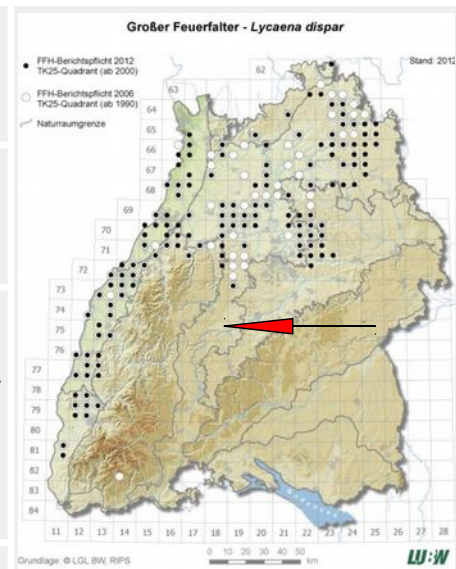 Großer Feuerfalter - Lycaena dispar
FFH-Berichtspflicht 2012
TK25-Quadrant (ab 2000)
FFH-Berichtspflicht 2006
TK25-Quadrant (ab 1990)
Naturraumgrenze
Stand: 2012
62
63
64
65
66
67
68
69
70
71
72
73
74
75
76
77
78
79
80
81
82
83
84
11 12 13 14 15 16 17 18 19 20 21 22 23 24 25 26 27 28
Grundlage: © LGL BW, RIPS
0 10 20 30 40 50
km
LUBW